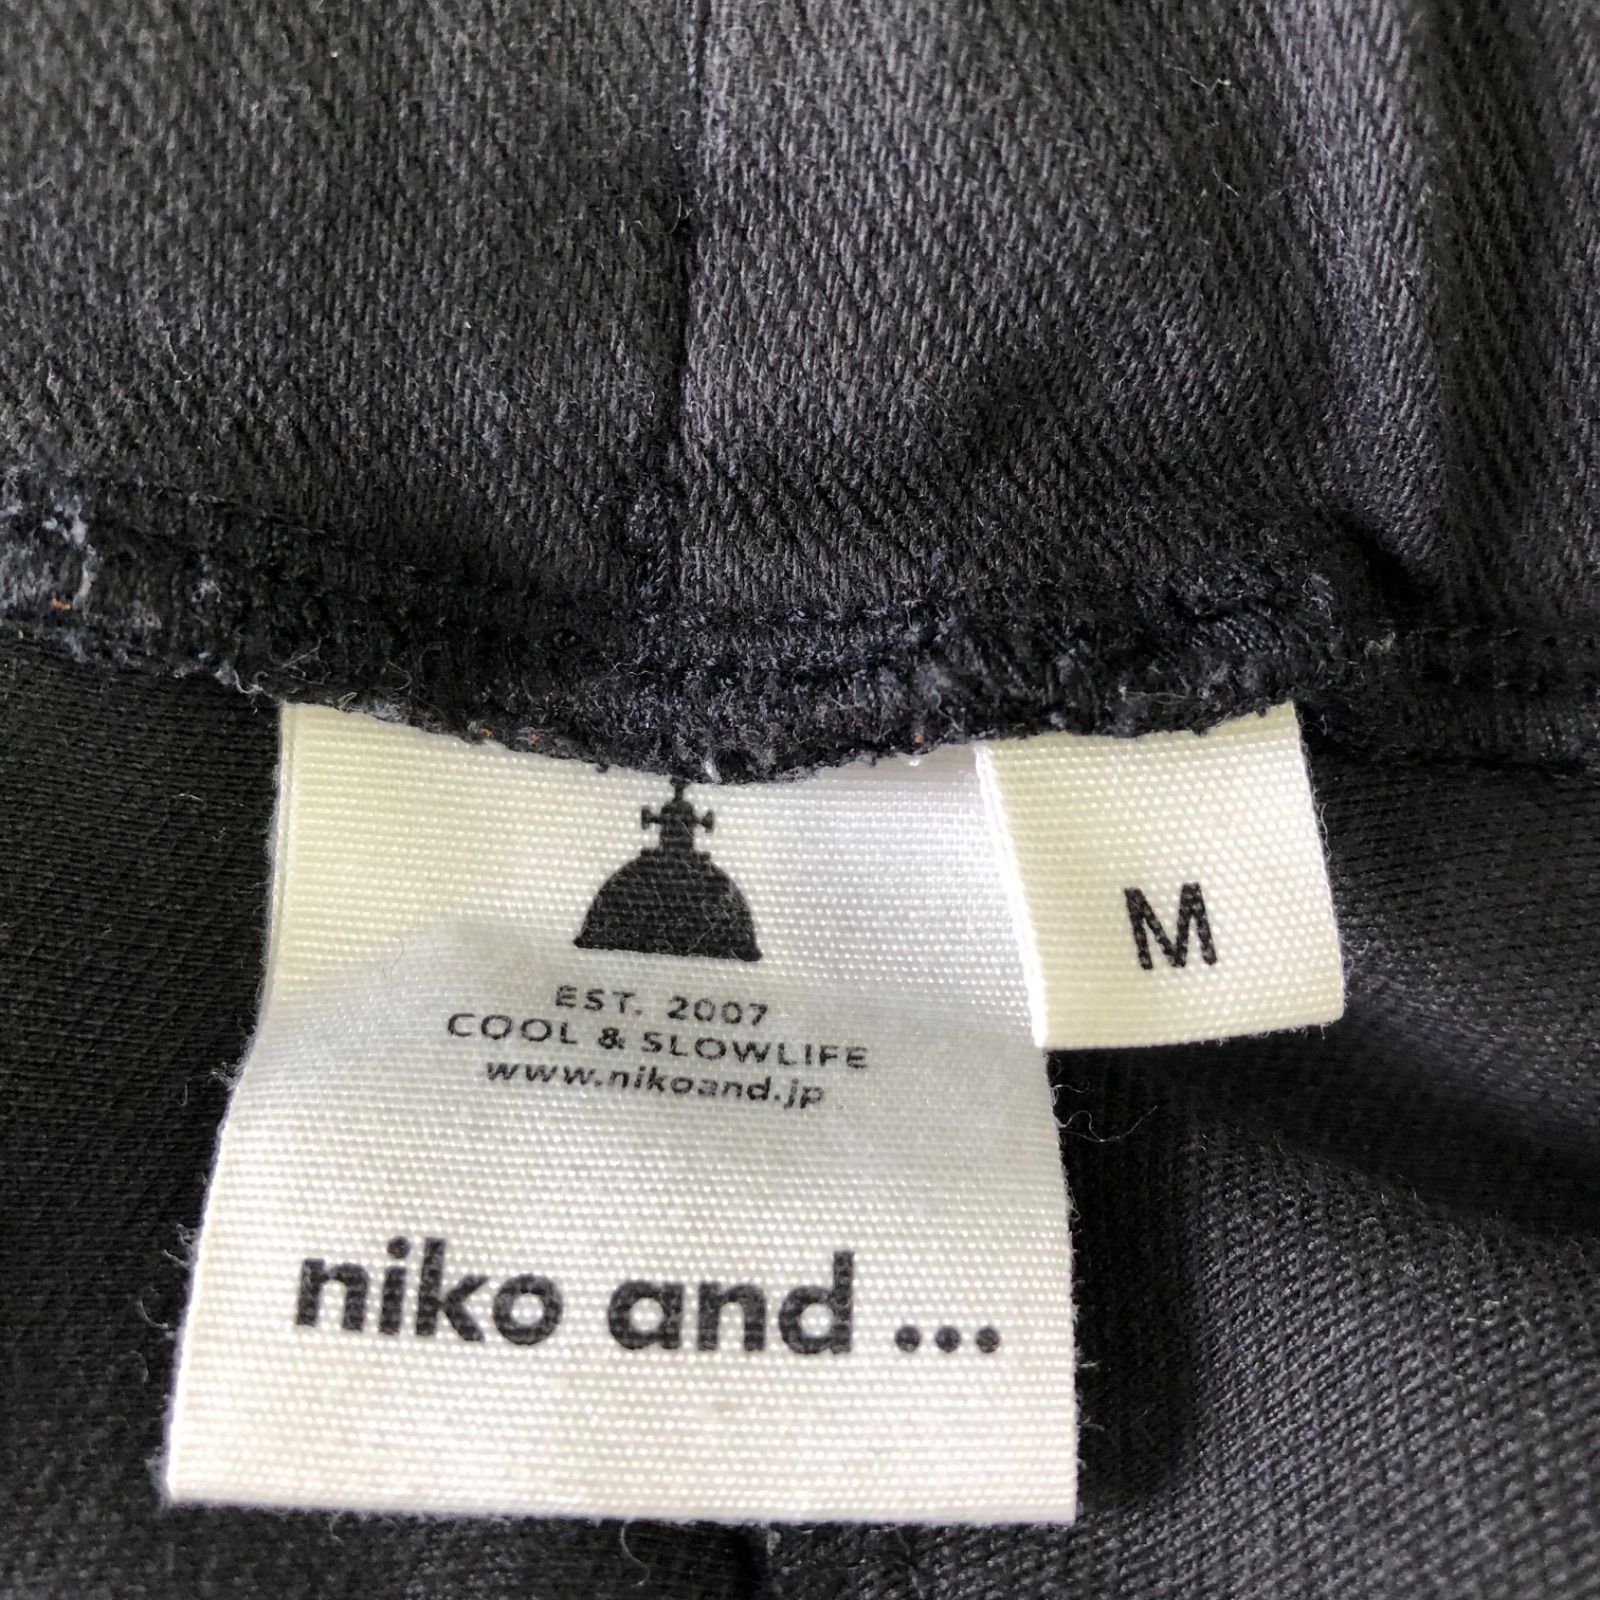 EST. 2007
COOL & SLOWLIFE
www.nikoand.jp
niko and ...
M